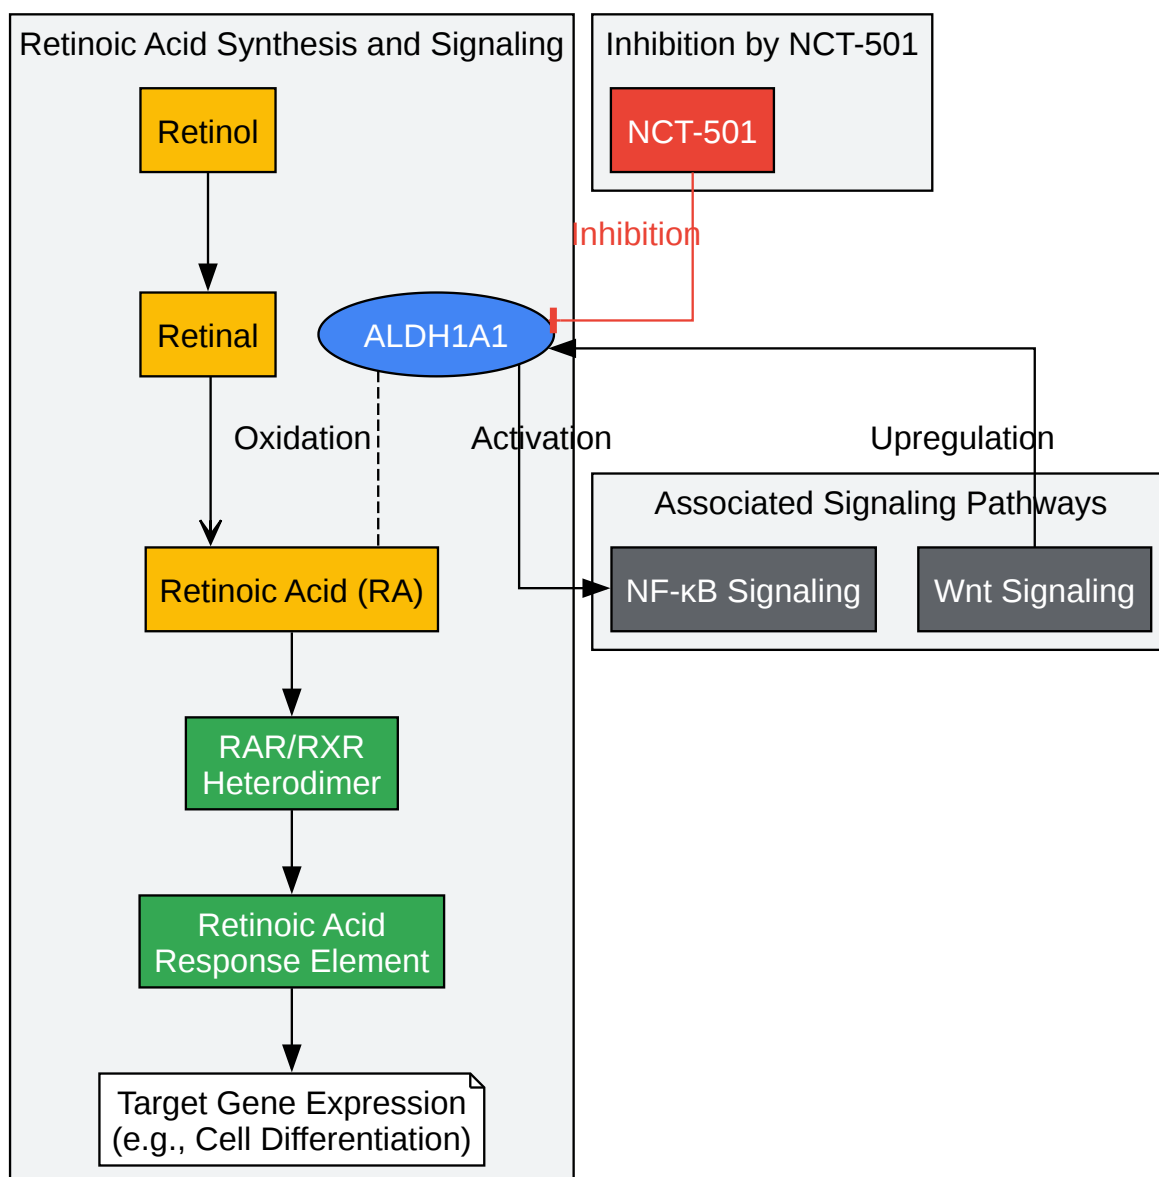 Retinoic Acid Synthesis and Signaling
Inhibition by NCT-501
Retinol
NCT-501
Inhibition
Retinal
ALDH1A1
Oxidation
Activation
Upregulation
Associated Signaling Pathways
Retinoic Acid (RA)
NF-κB Signaling
Wnt Signaling
RAR/RXR
Heterodimer
Retinoic Acid
Response Element
Target Gene Expression
(e.g., Cell Differentiation)